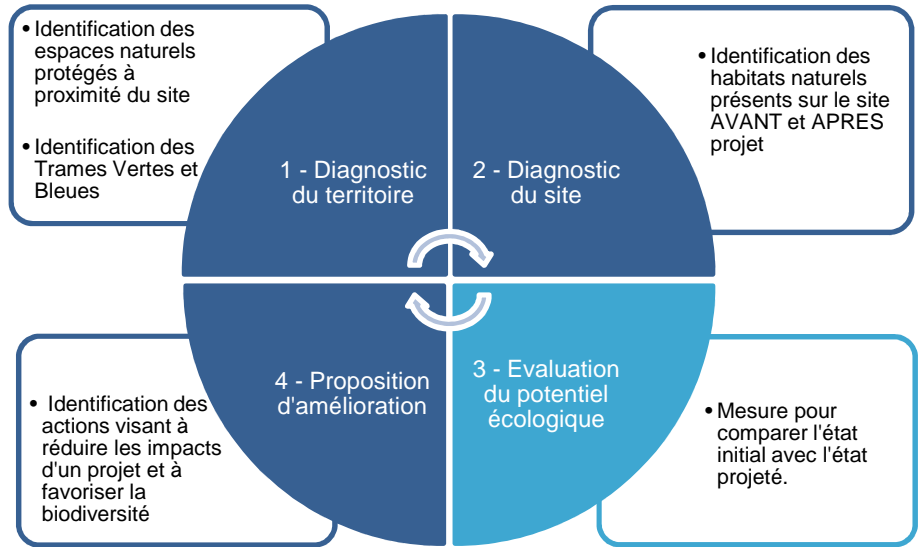 • Identification des
espaces naturels
protégés à
proximité du site
• Identification des
Trames Vertes et
Bleues
1 - Diagnostic
du territoire
2 - Diagnostic
du site
• Identification des
habitats naturels
présents sur le site
AVANT et APRES
projet
4 - Proposition
d'amélioration
3 - Evaluation
du potentiel
écologique
• Identification des
actions visant à
réduire les impacts
d'un projet et à
favoriser la
biodiversité
• Mesure pour
comparer l'état
initial avec l'état
projeté.